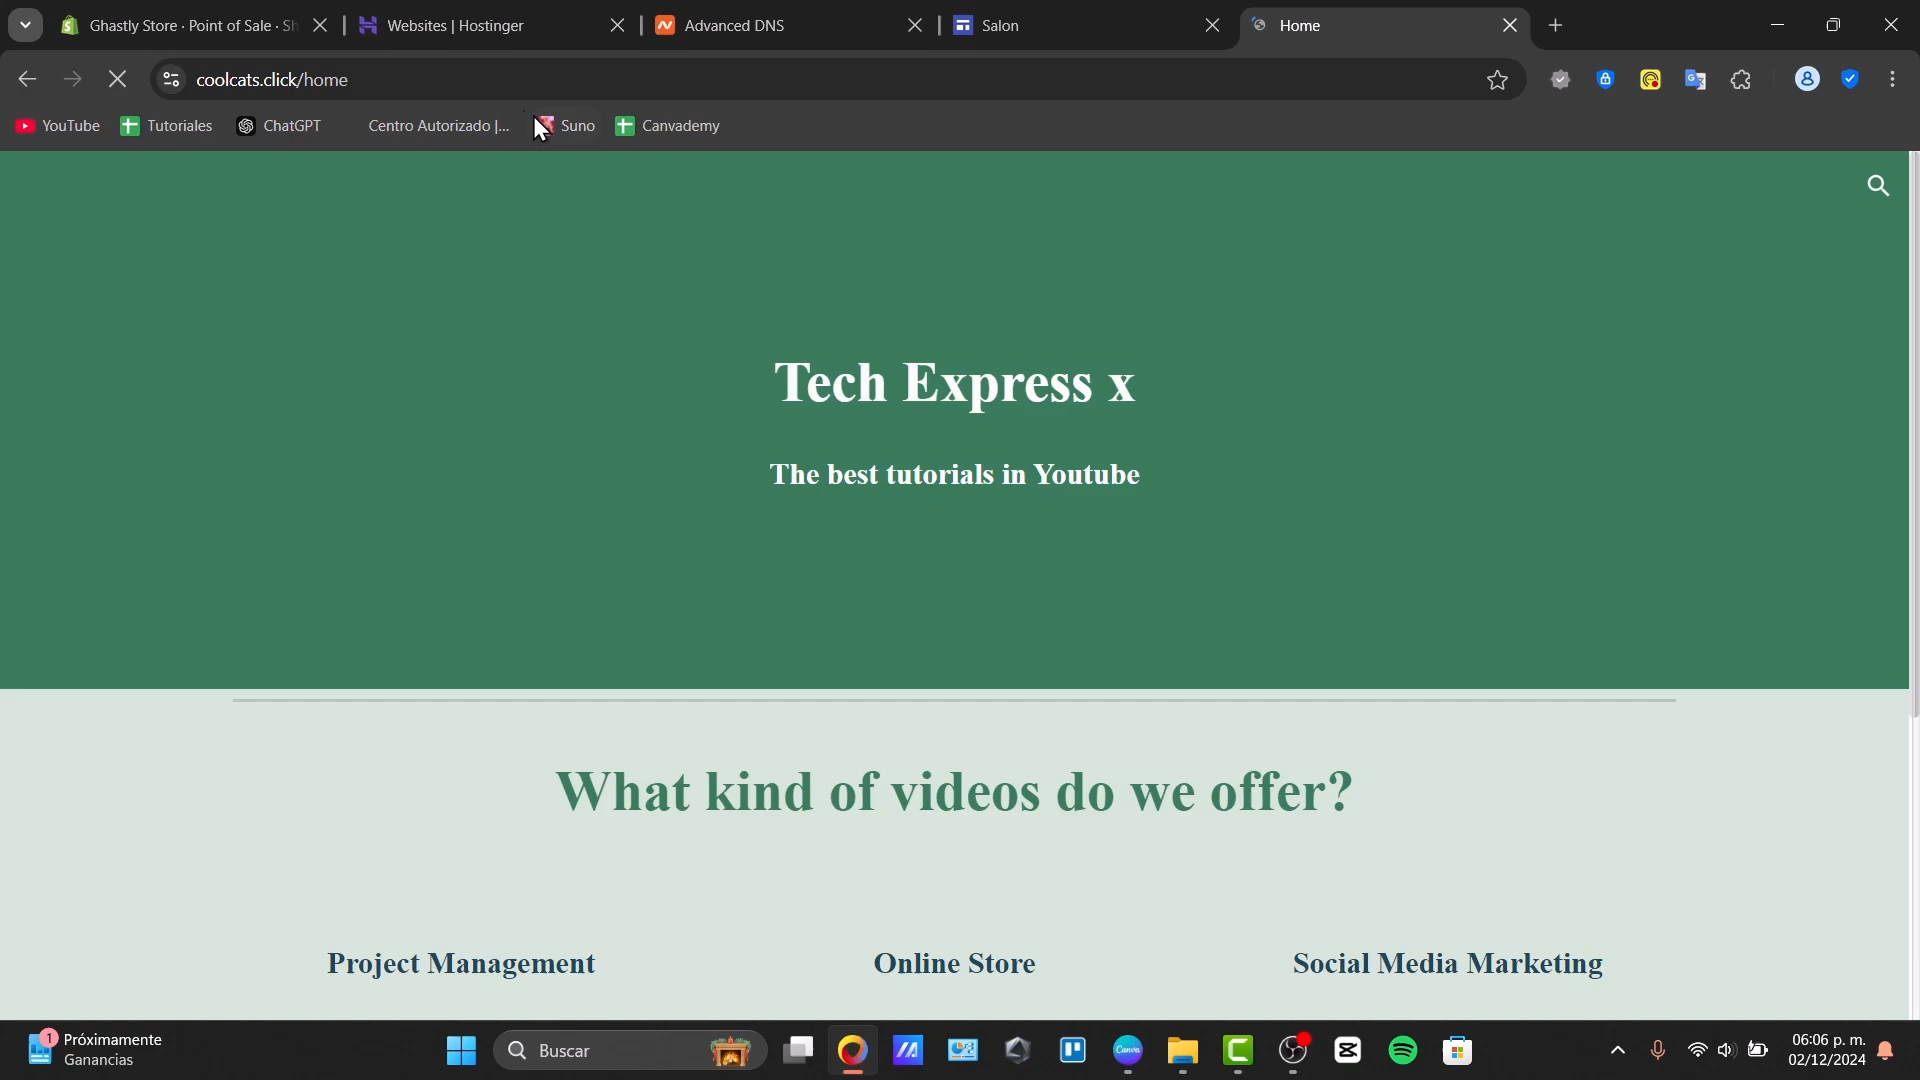 Ghastly Store · Point of Sale · Sh
Websites | Hostinger
Advanced DNS
Salon
Home
coolcats.click/home
YouTube
Tutoriales
ChatGPT
Centro Autorizado |...
Suno
Canvademy
Tech Express x
The best tutorials in Youtube
What kind of videos do we offer?
Project Management
Online Store
Social Media Marketing
1
Próximamente
Ganancias
Buscar
Canva
06:06 p. m.
02/12/2024